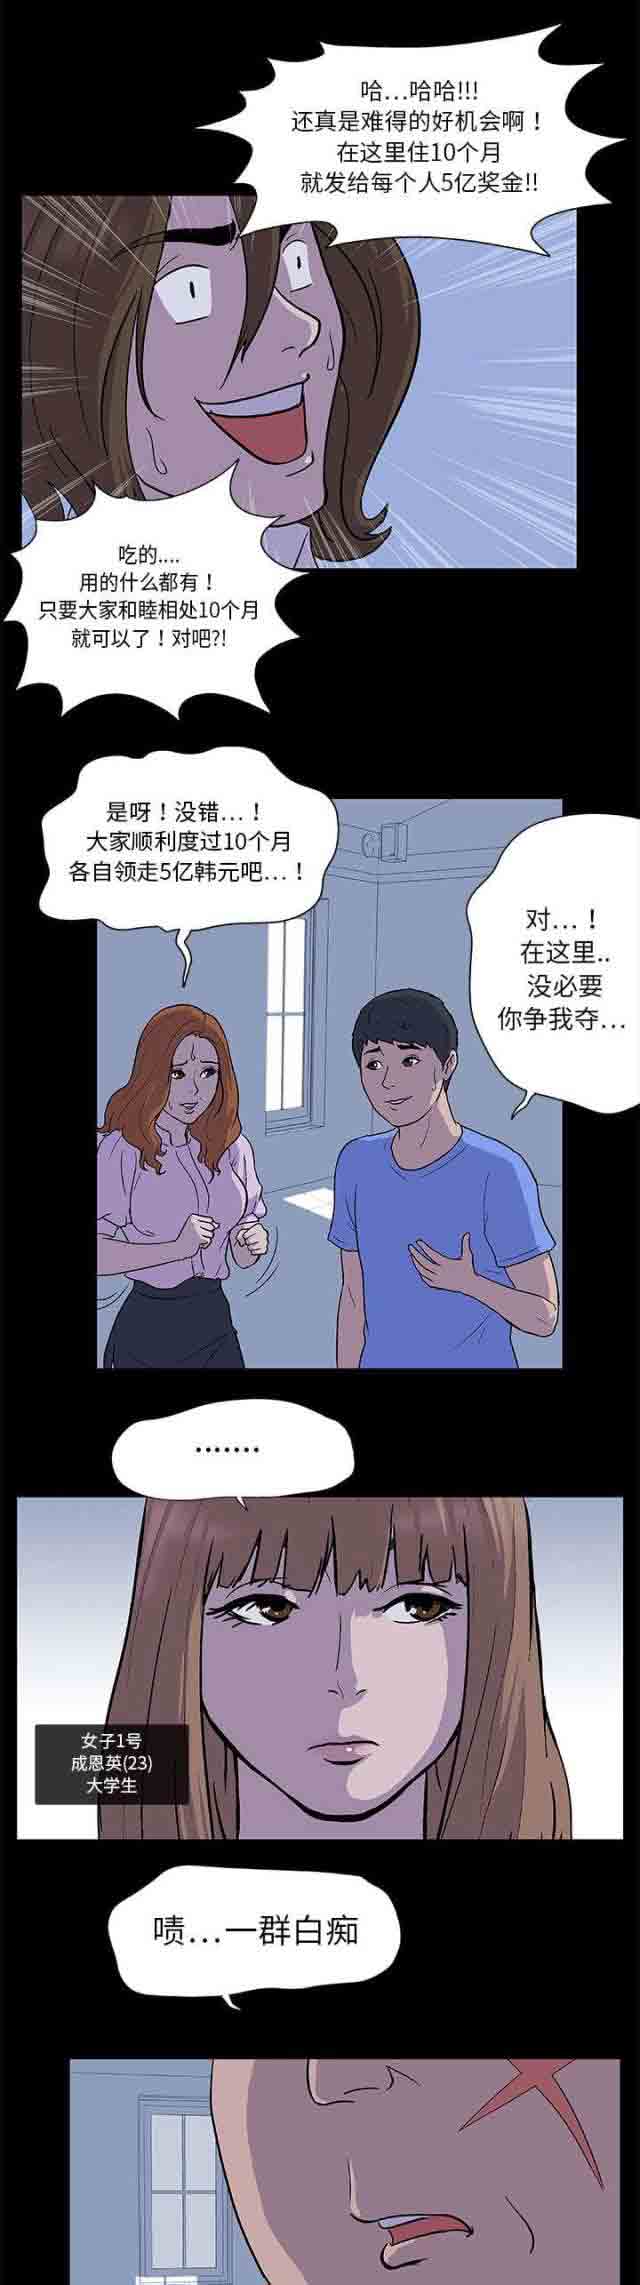 哈...哈哈!!!
还真是难得的好机会啊！
在这里住10个月
就发给每个人5亿奖金!!
吃的....
用的什么都有！
只要大家和睦相处10个月
就可以了！对吧?!
是呀！没错...！
大家顺利度过10个月
各自领走5亿韩元吧...！
对...！
在这里..
没必要
你争我夺...
.......
女子1号
成恩英(23)
大学生
啧...一群白痴